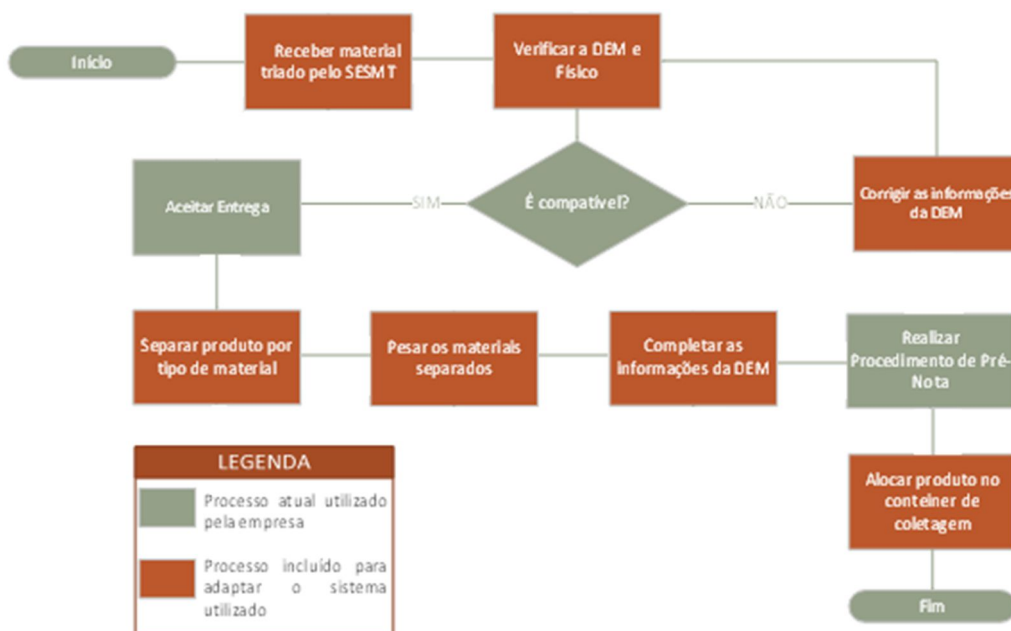 Início
Receber material
triado pelo SESMT
Verificar a DEM e
Físico
Aceitar Entrega
SIM
É compatível?
NÃO
Corrigir as informações
da DEM
Separar produto por
tipo de material
Pesar os materiais
separados
Completar as
informações da DEM
Realizar
Procedimento de Pré-
Nota
LEGENDA
Processo atual utilizado
pela empresa
Processo incluído para
adaptar o sistema
utilizado
Alocar produto no
conteiner de
coletagem
Fim